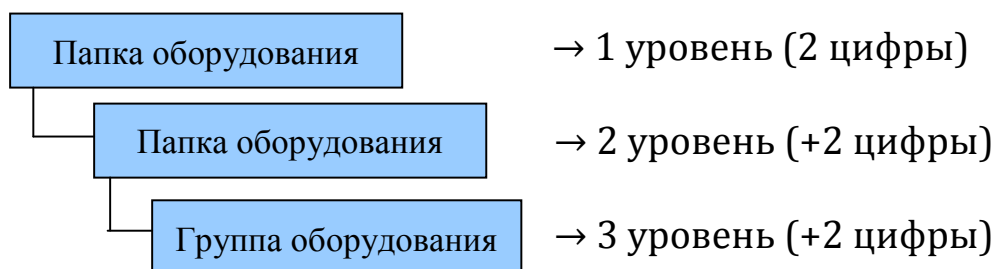 Папка оборудования → 1 уровень (2 цифры)
Папка оборудования → 2 уровень (+2 цифры)
Группа оборудования → 3 уровень (+2 цифры)